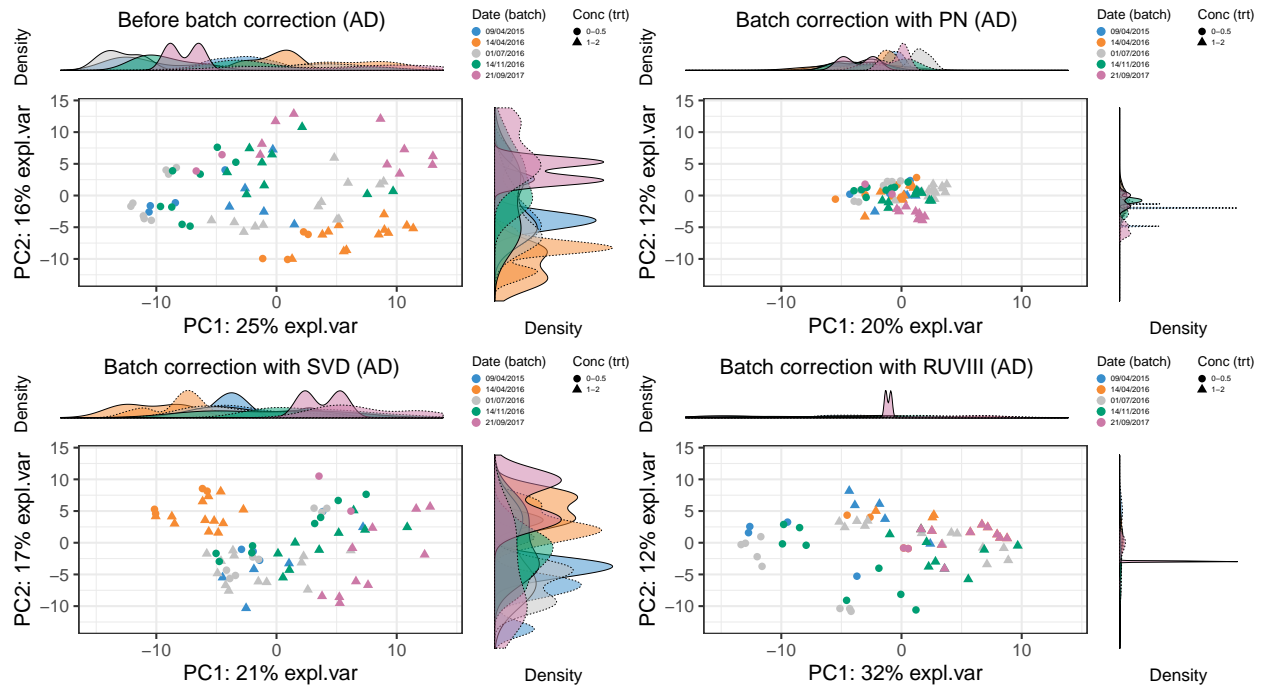 Before batch correction (AD)
Date (batch)
09/04/2015
14/04/2016
01/07/2016
14/11/2016
21/09/2017
Conc (trt)
0−0.5
1−2
Density
15
10
5
0
−5
−10
−10
0
10
PC2: 16% expl.var
PC1: 25% expl.var
Density
Batch correction with PN (AD)
Date (batch)
09/04/2015
14/04/2016
01/07/2016
14/11/2016
21/09/2017
Conc (trt)
0−0.5
1−2
Density
15
10
5
0
−5
−10
−10
0
10
PC2: 12% expl.var
PC1: 20% expl.var
Density
Batch correction with SVD (AD)
Date (batch)
09/04/2015
14/04/2016
01/07/2016
14/11/2016
21/09/2017
Conc (trt)
0−0.5
1−2
Density
15
10
5
0
−5
−10
−10
0
10
PC2: 17% expl.var
PC1: 21% expl.var
Density
Batch correction with RUVIII (AD)
Date (batch)
09/04/2015
14/04/2016
01/07/2016
14/11/2016
21/09/2017
Conc (trt)
0−0.5
1−2
Density
15
10
5
0
−5
−10
−10
0
10
PC2: 12% expl.var
PC1: 32% expl.var
Density